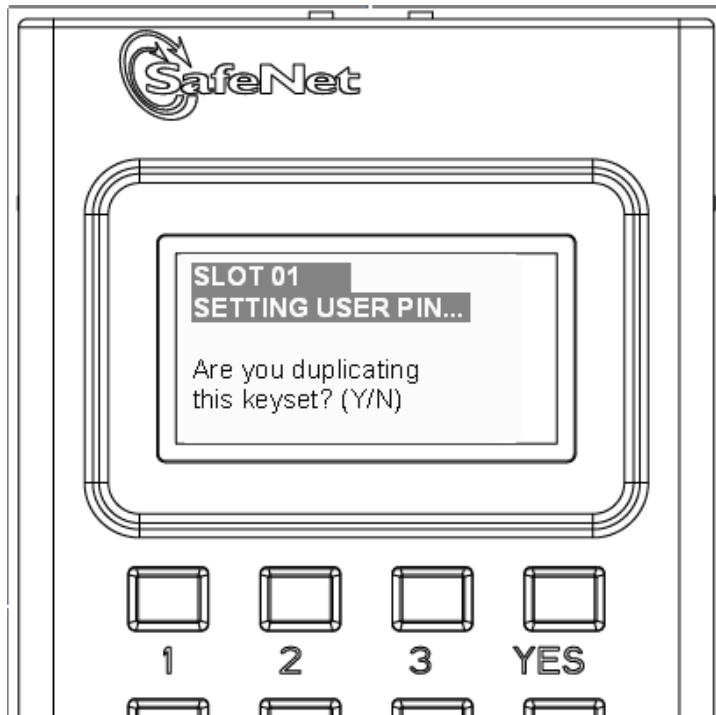 SafeNet
SLOT 01
SETTING USER PIN...
Are you duplicating
this keyset? (Y/N)
1 2 3 YES